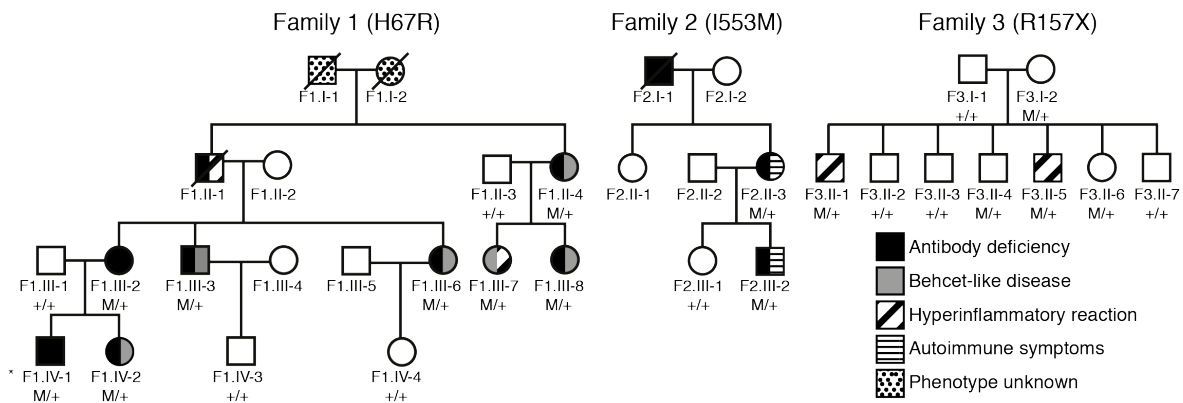 Family 1 (H67R)
Family 2 (I553M)
Family 3 (R157X)
F1.I-1
F1.I-2
F2.I-1
F2.I-2
F3.I-1
F3.I-2
+/+
M/+
F1.II-1
F1.II-2
F1.II-3
F1.II-4
+/+
M/+
F2.II-1
F2.II-2
F2.II-3
M/+
F3.II-1
F3.II-2
F3.II-3
F3.II-4
F3.II-5
F3.II-6
F3.II-7
M/+
+/+
+/+
M/+
M/+
M/+
+/+
F1.III-1
F1.III-2
F1.III-3
F1.III-4
F1.III-5
F1.III-6
F1.III-7
F1.III-8
+/+
M/+
M/+
M/+
M/+
M/+
F2.III-1
F2.III-2
+/+
M/+
* F1.IV-1
F1.IV-2
F1.IV-3
F1.IV-4
M/+
M/+
+/+
+/+
Antibody deficiency
Behcet-like disease
Hyperinflammatory reaction
Autoimmune symptoms
Phenotype unknown